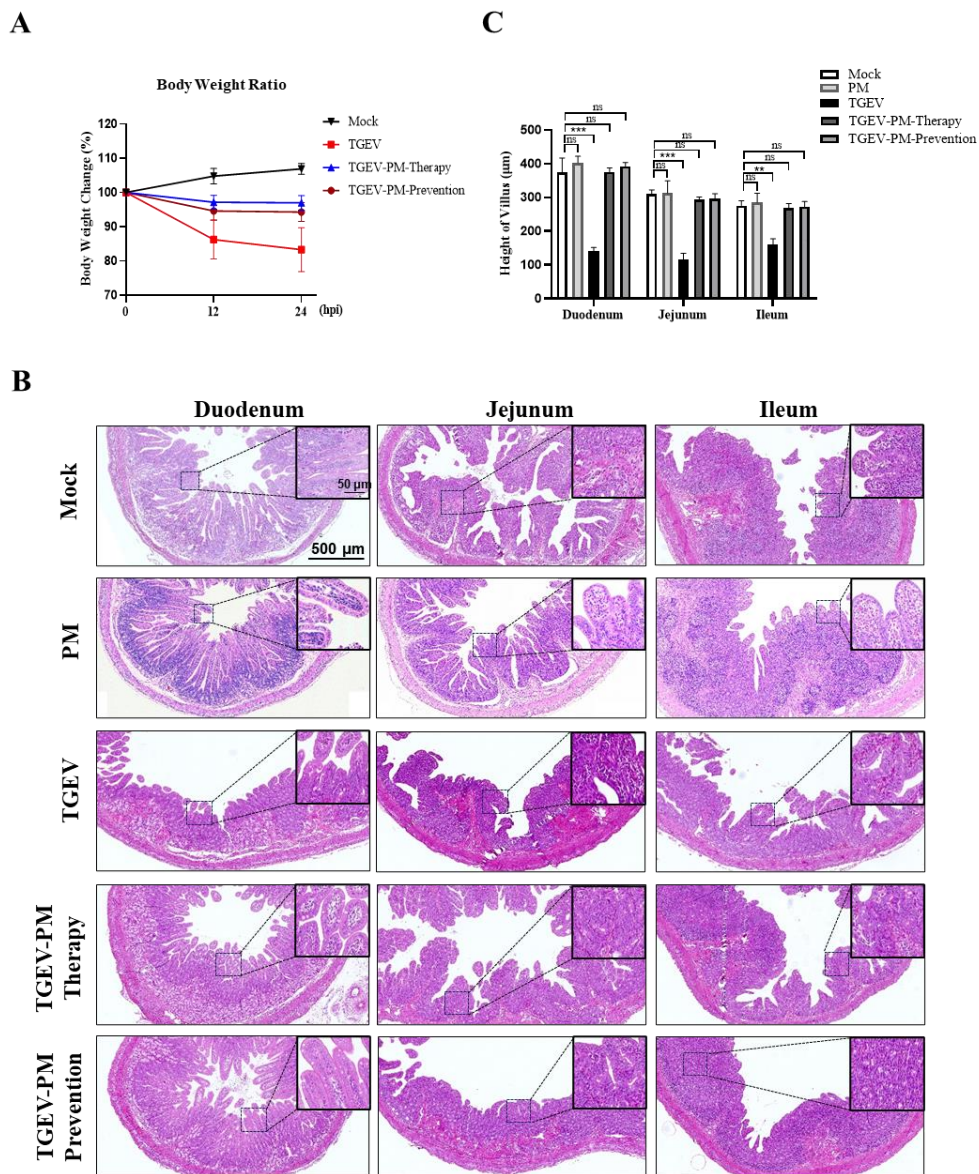 A
Body Weight Ratio
Body Weight Change (%)
120
110
100
90
80
70
0
12
24
(hpi)
Mock
TGEV
TGEV-PM-Therapy
TGEV-PM-Prevention
C
Mock
PM
TGEV
TGEV-PM-Therapy
TGEV-PM-Prevention
Height of Villus (μm)
500
400
300
200
100
0
ns
ns
***
ns
ns
ns
***
ns
ns
ns
**
ns
Duodenum
Jejunum
Ileum
B
Duodenum
Jejunum
Ileum
Mock
50 μm
500 μm
PM
TGEV
TGEV-PM
Therapy
TGEV-PM
Prevention